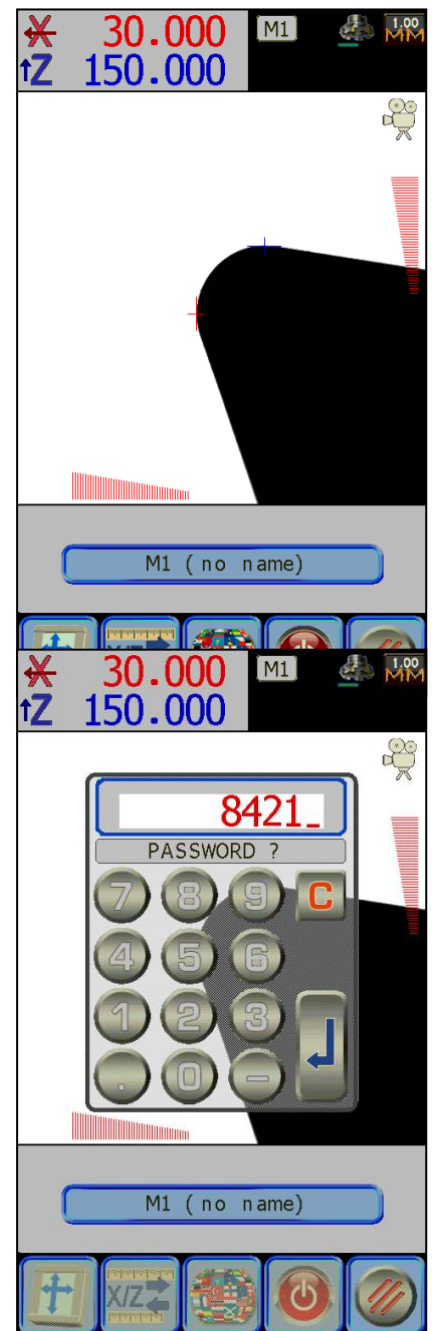 X 30.000 M1 1.00
Z 150.000 MM
M1 ( no name)
X/Z
X 30.000 M1 1.00
Z 150.000 MM
8421_
PASSWORD ?
7 8 9 C
4 5 6
1 2 3
. 0 -
M1 ( no name)
X/Z